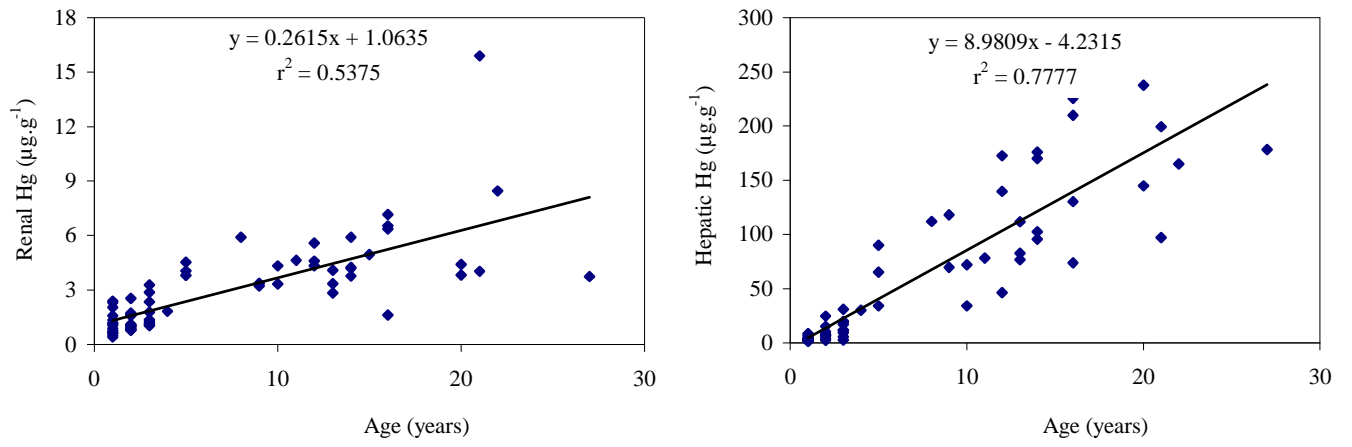 y = 0.2615x + 1.0635
r² = 0.5375
Renal Hg (µg.g⁻¹)
18
15
12
9
6
3
0
0 10 20 30
Age (years)
y = 8.9809x - 4.2315
r² = 0.7777
Hepatic Hg (µg.g⁻¹)
300
250
200
150
100
50
0
0 10 20 30
Age (years)